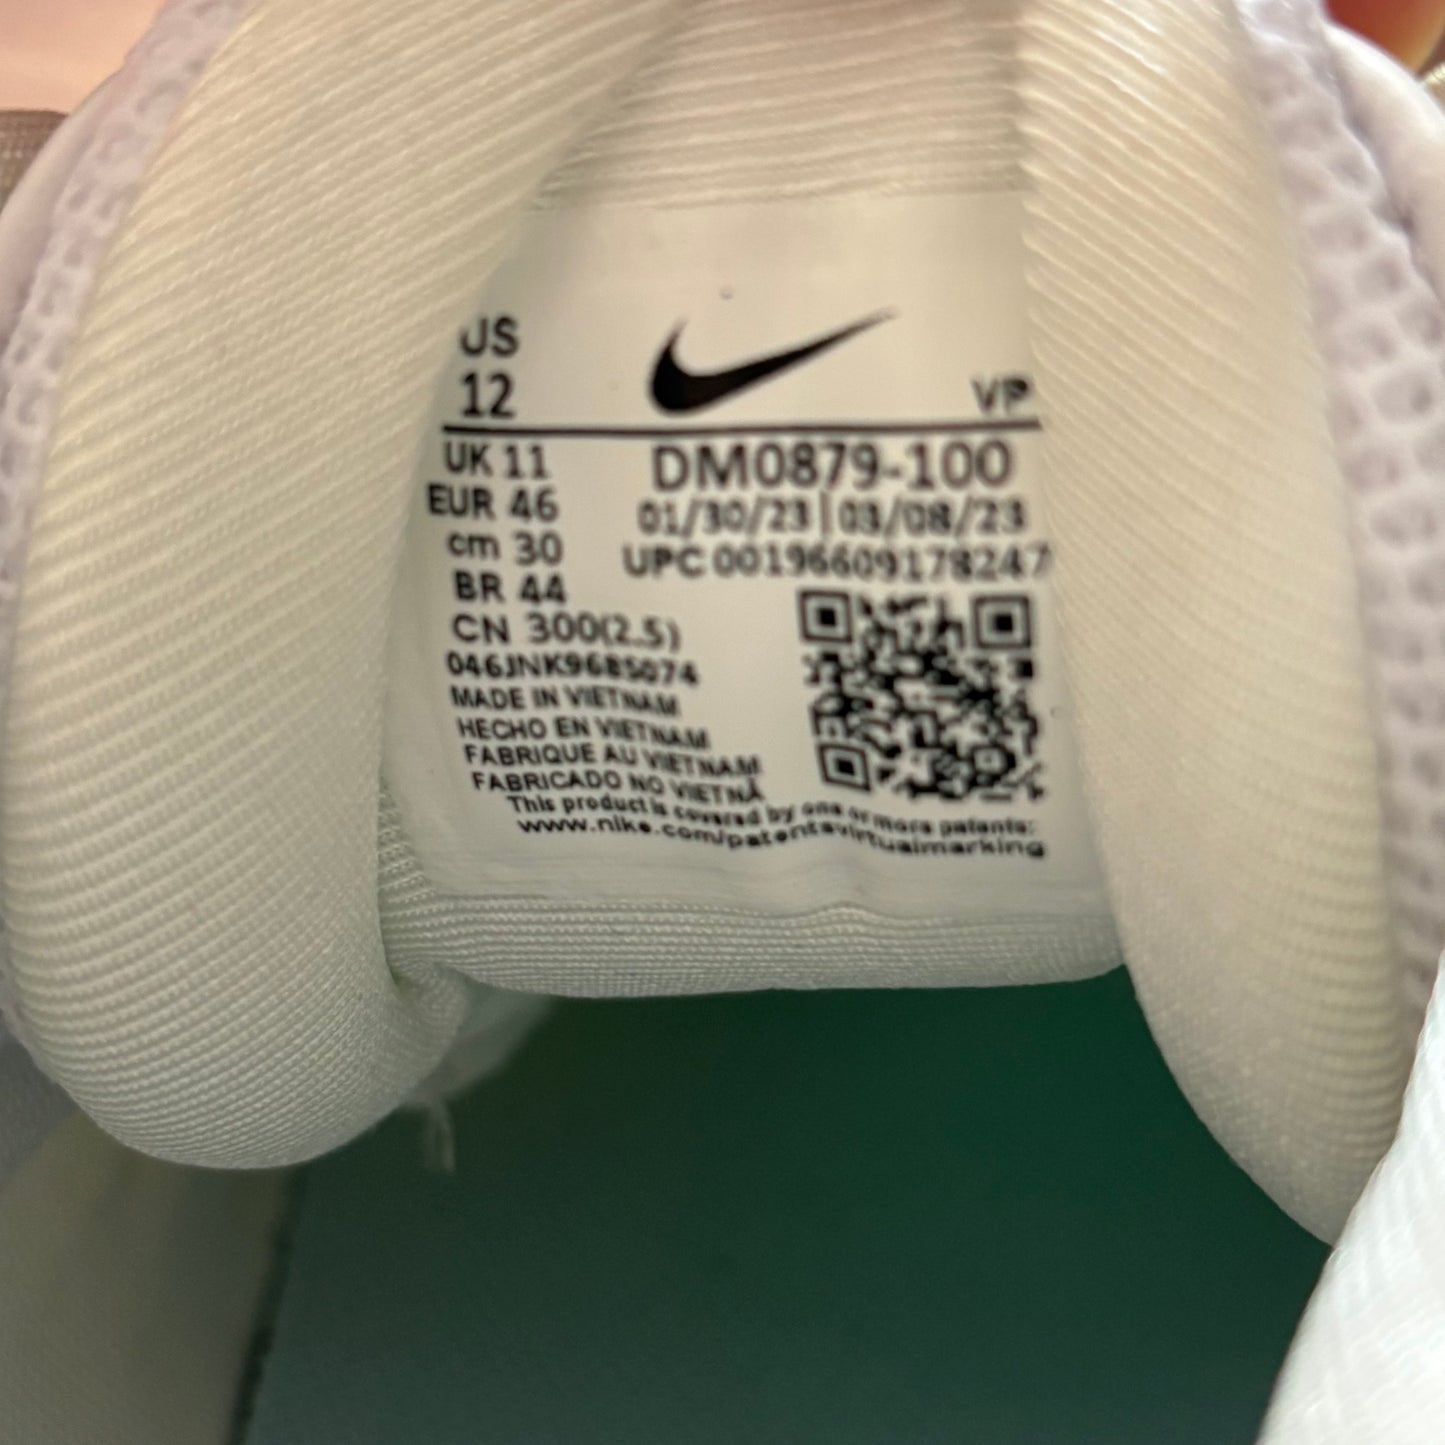 US
12
VP
UK 11
EUR 46
cm 30
BR 44
CN 300(2.5)
046JNK9685074
MADE IN VIETNAM
HECHO EN VIETNAM
FABRIQUE AU VIETNAM
FABRICADO NO VIETNÃ
DM0879-100
01/30/23 | 03/08/23
UPC 00196609178247
This product is covered by one or more patents:
www.nike.com/patentsvirtualmarking